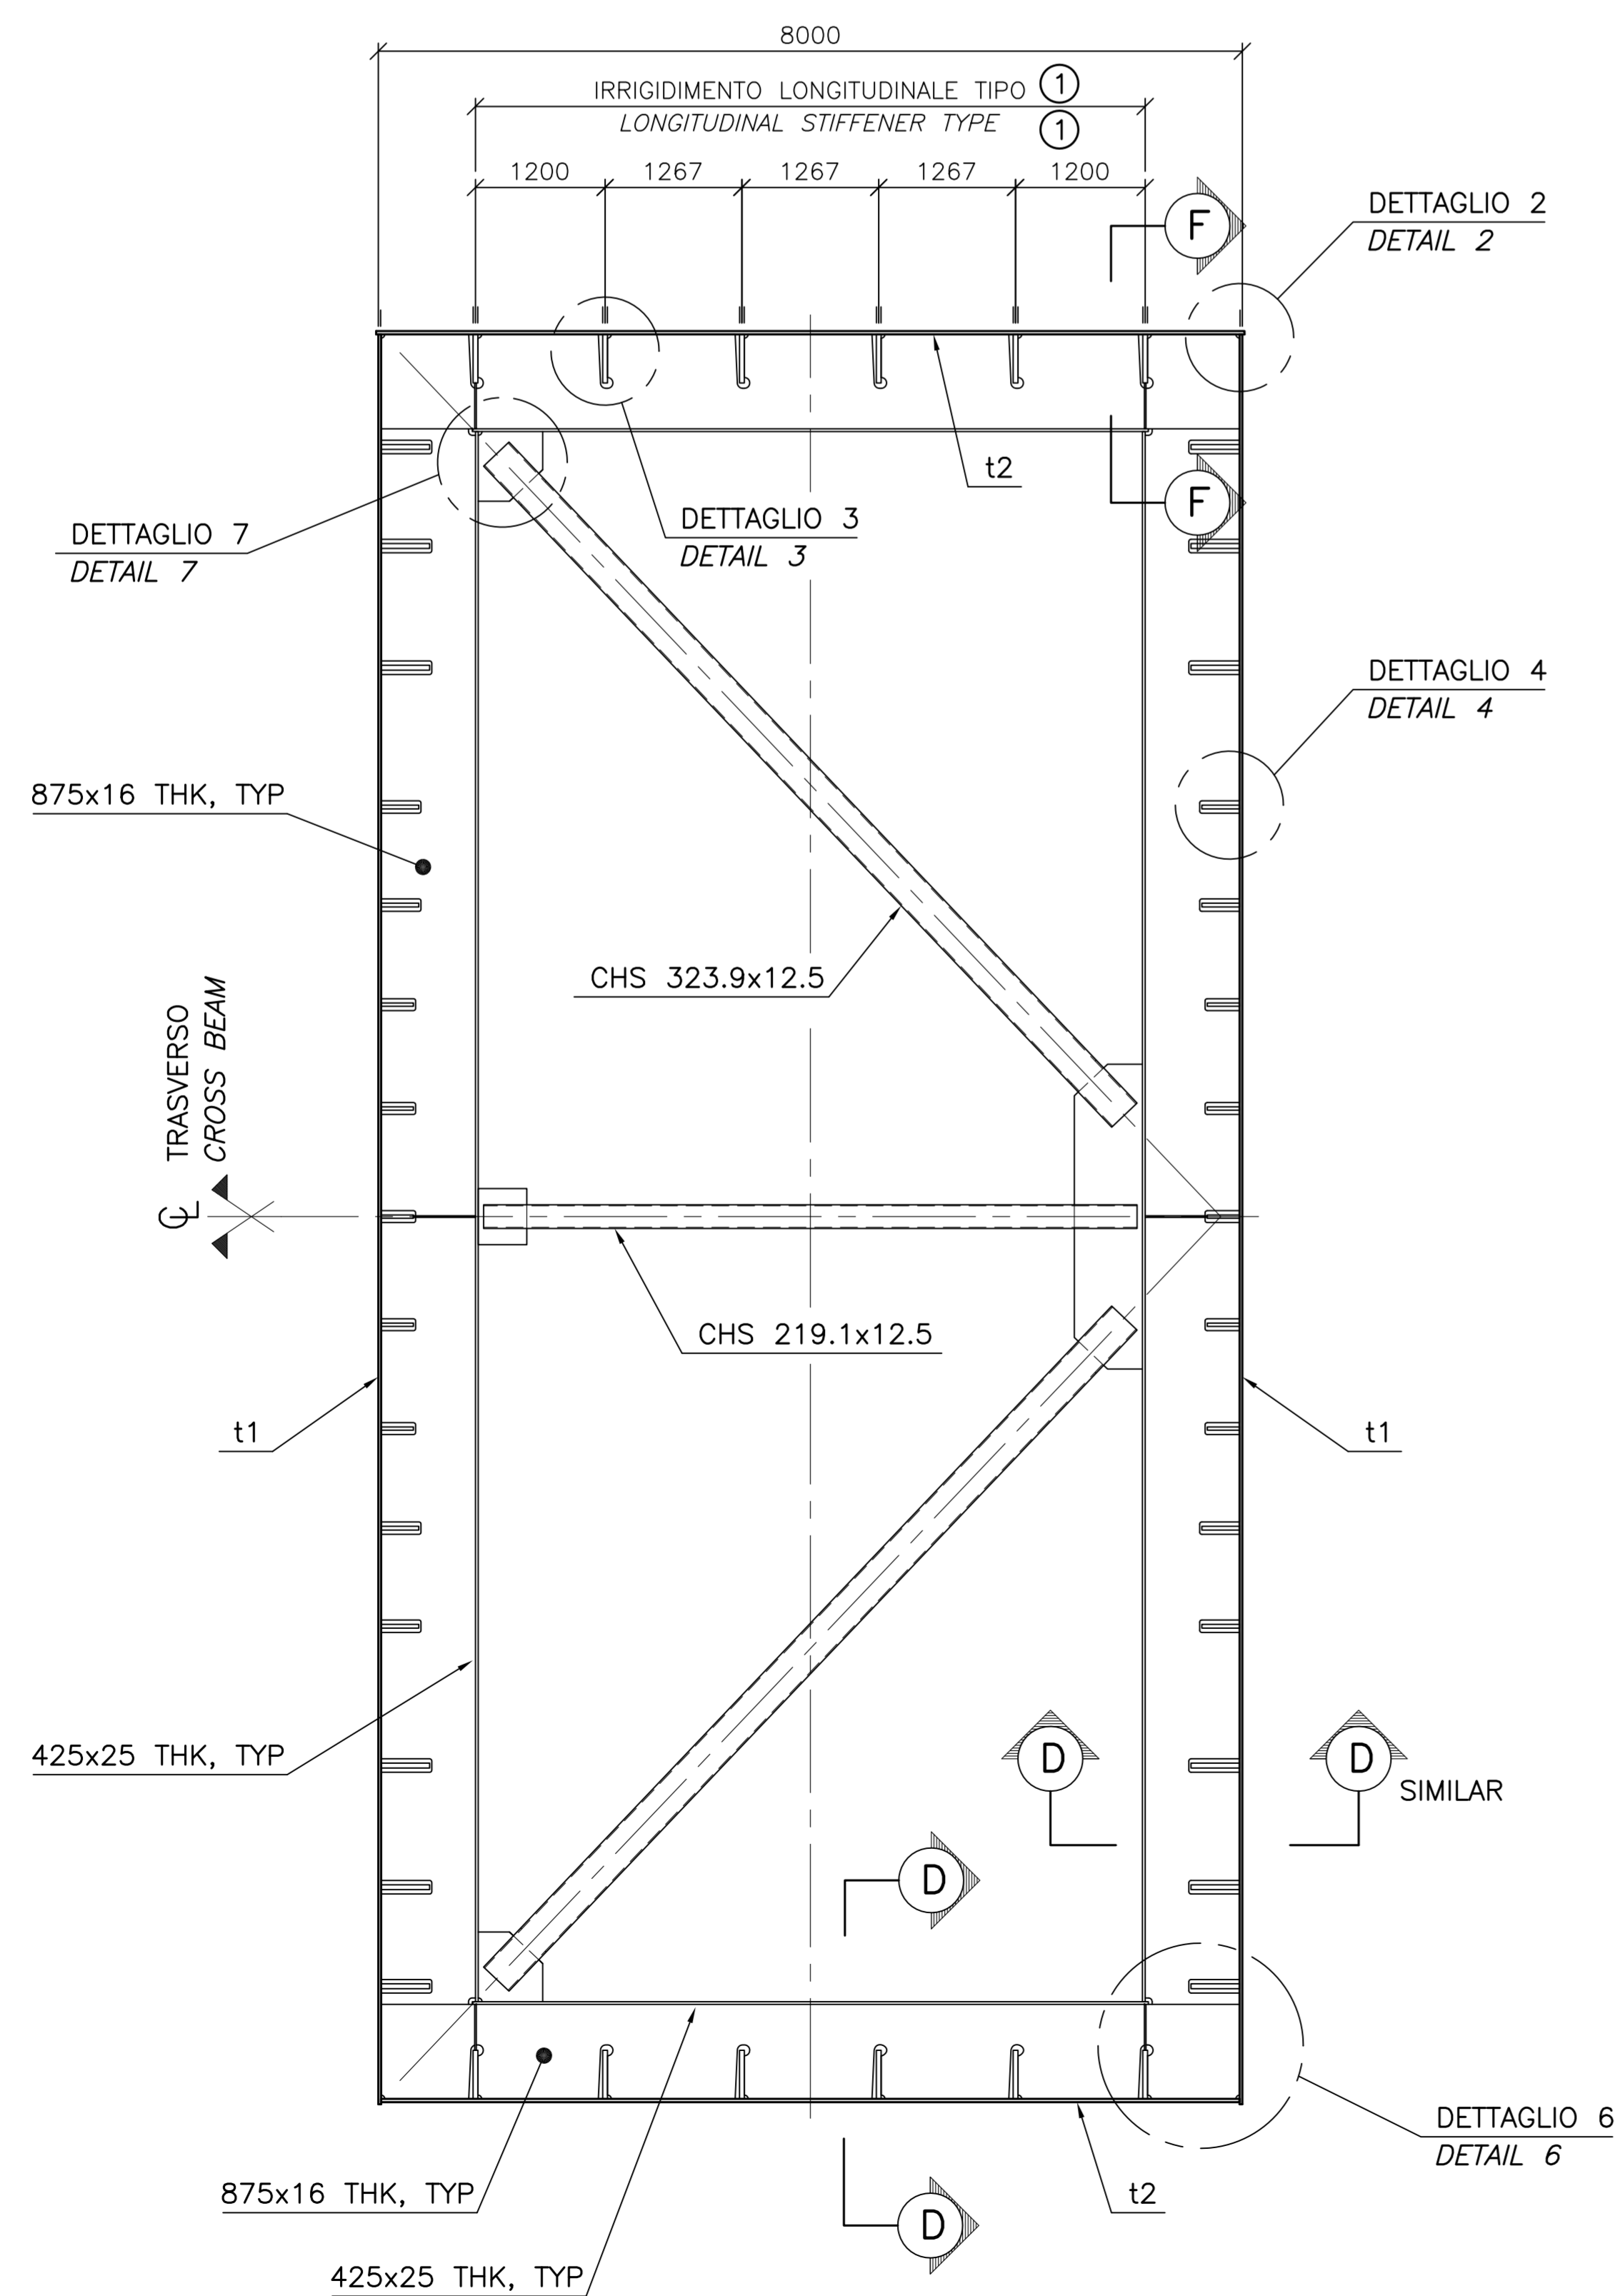 8000
IRRIGIDIMENTO LONGITUDINALE TIPO 1
LONGITUDINAL STIFFENER TYPE 1
1200 1267 1267 1267 1200
F
DETTAGLIO 2
DETAIL 2
t2
F
DETTAGLIO 7
DETAIL 7
DETTAGLIO 3
DETAIL 3
DETTAGLIO 4
DETAIL 4
875x16 THK, TYP
CHS 323.9x12.5
TRASVERSO
CROSS BEAM
CL
CHS 219.1x12.5
t1
t1
425x25 THK, TYP
D
D
SIMILAR
D
DETTAGLIO 6
DETAIL 6
875x16 THK, TYP
t2
D
425x25 THK, TYP